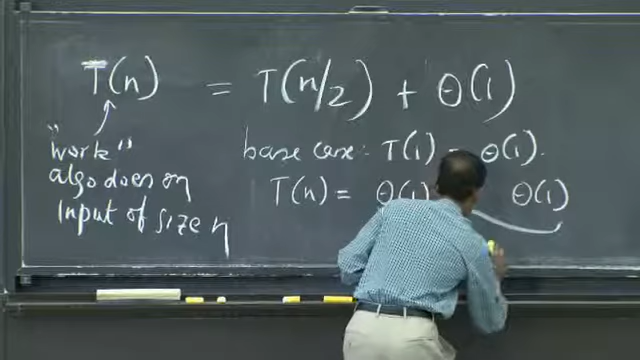 T(n) = T(n/2) + Θ(1)
"work" algo does on Input of size n
base case: T(1) = Θ(1).
T(n) = Θ(1) Θ(1)